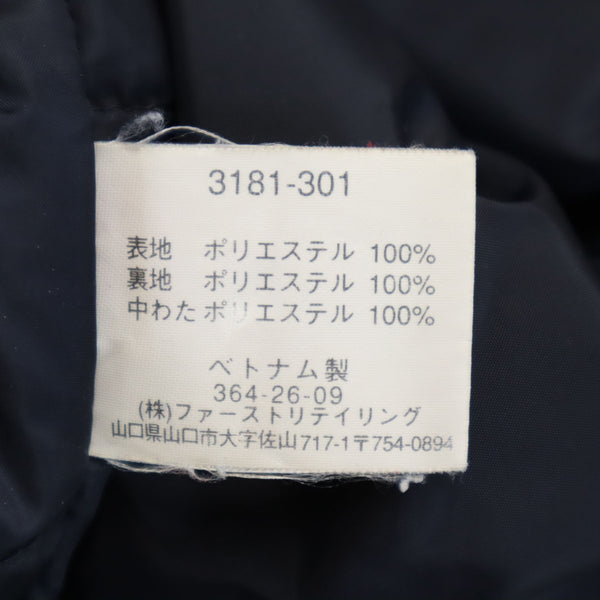 3181-301
表地 ポリエステル 100%
裏地 ポリエステル 100%
中わた ポリエステル 100%
ベトナム製
364-26-09
(株)ファーストリテイリング
山口県山口市大字佐山717-1〒754-0894